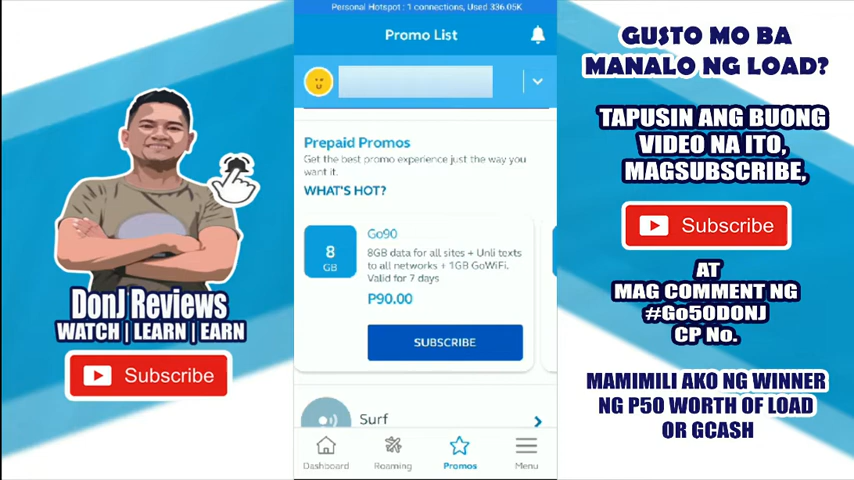 Personal Hotspot : 1 connections, Used 336.05K
Promo List
Prepaid Promos
Get the best promo experience just the way you
want it.
WHAT'S HOT?
8
GB
Go90
8GB data for all sites + Unli texts
to all networks + 1GB GoWiFi.
Valid for 7 days
P90.00
SUBSCRIBE
Surf
Dashboard
Roaming
Promos
Menu
DonJ Reviews
WATCH | LEARN | EARN
Subscribe
GUSTO MO BA
MANALO NG LOAD?
TAPUSIN ANG BUONG
VIDEO NA ITO,
MAGSUBSCRIBE,
Subscribe
AT
MAG COMMENT NG
#Go50DONJ
CP No.
MAMIMILI AKO NG WINNER
NG P50 WORTH OF LOAD
OR GCASH